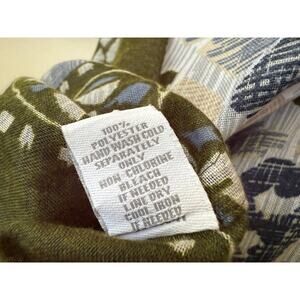 100%
POLYESTER
HAND WASH COLD
SEPARATELY
ONLY
NON-CHLORINE
BLEACH
IF NEEDED
LINE DRY
COOL IRON
IF NEEDED